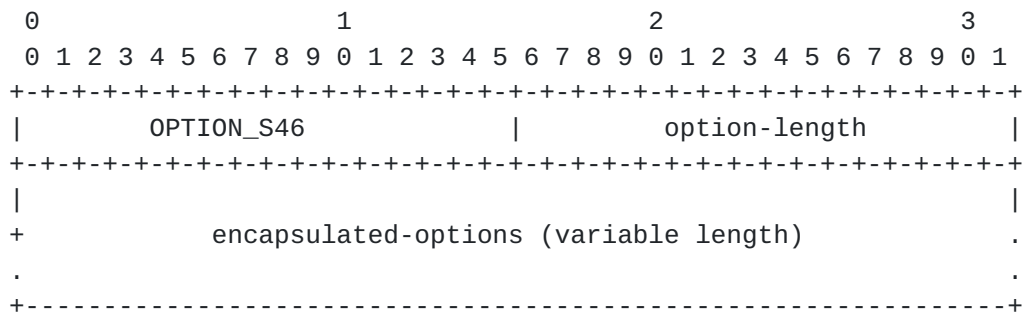 0                   1                   2                   3
0 1 2 3 4 5 6 7 8 9 0 1 2 3 4 5 6 7 8 9 0 1 2 3 4 5 6 7 8 9 0 1
+-+-+-+-+-+-+-+-+-+-+-+-+-+-+-+-+-+-+-+-+-+-+-+-+-+-+-+-+-+-+-+-+
|        OPTION_S46             |         option-length         |
+-+-+-+-+-+-+-+-+-+-+-+-+-+-+-+-+-+-+-+-+-+-+-+-+-+-+-+-+-+-+-+-+
|                                                               |
+            encapsulated-options (variable length)             .
.                                                               .
+---------------------------------------------------------------+